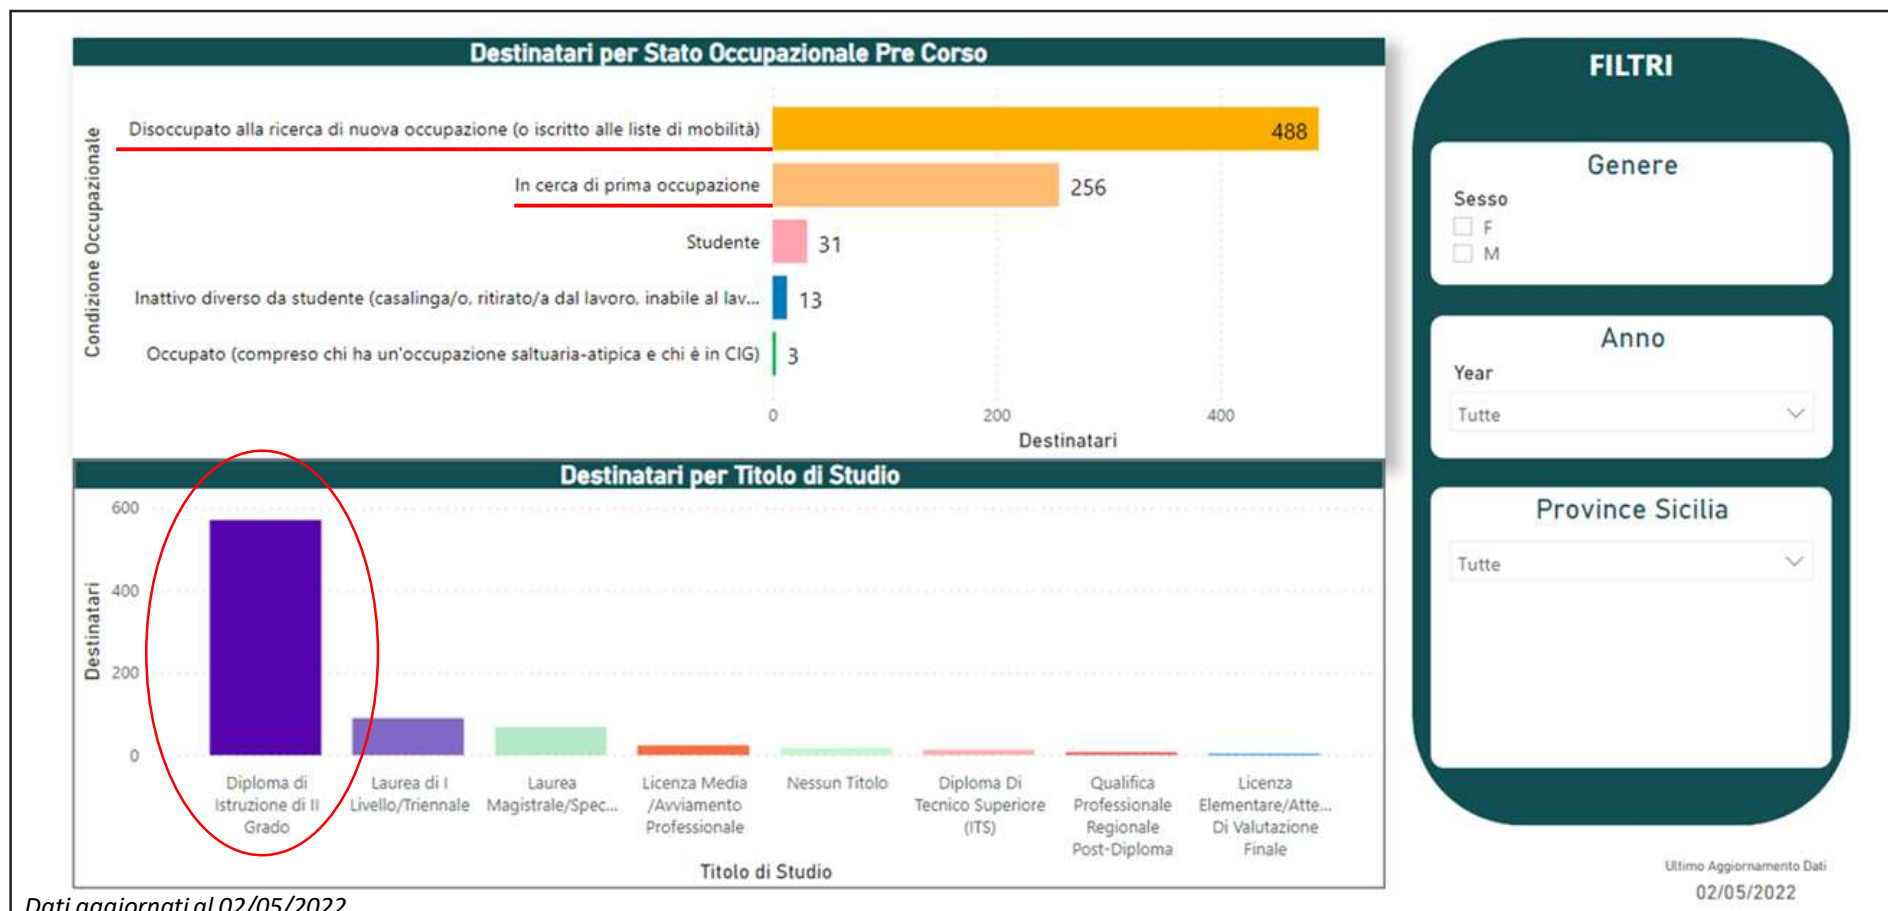 Destinatari per Stato Occupazionale Pre Corso
Condizione Occupazionale
Disoccupato alla ricerca di nuova occupazione (o iscritto alle liste di mobilità)
488
In cerca di prima occupazione
256
Studente
31
Inattivo diverso da studente (casalinga/o, ritirato/a dal lavoro, inabile al lav...
13
Occupato (compreso chi ha un'occupazione saltuaria-atipica e chi è in CIG)
3
0
200
400
Destinatari
Destinatari per Titolo di Studio
Destinatari
600
400
200
0
Diploma di
Istruzione di II
Grado
Laurea di I
Livello/Triennale
Laurea
Magistrale/Spec...
Licenza Media
/Avviamento
Professionale
Nessun Titolo
Diploma Di
Tecnico Superiore
(ITS)
Qualifica
Professionale
Regionale
Post-Diploma
Licenza
Elementare/Atte...
Di Valutazione
Finale
Titolo di Studio
FILTRI
Genere
Sesso
F
M
Anno
Year
Tutte
Province Sicilia
Tutte
Ultimo Aggiornamento Dati
02/05/2022
Dati aggiornati al 02/05/2022